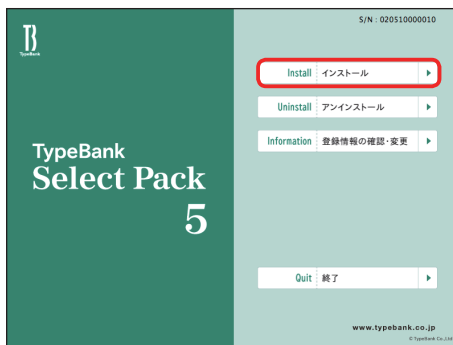 S/N : 020510000010
TB
TypeBank
TypeBank
Select Pack
5
Install インストール
Uninstall アンインストール
Information 登録情報の確認・変更
Quit 終了
www.typebank.co.jp
© TypeBank Co.,Ltd